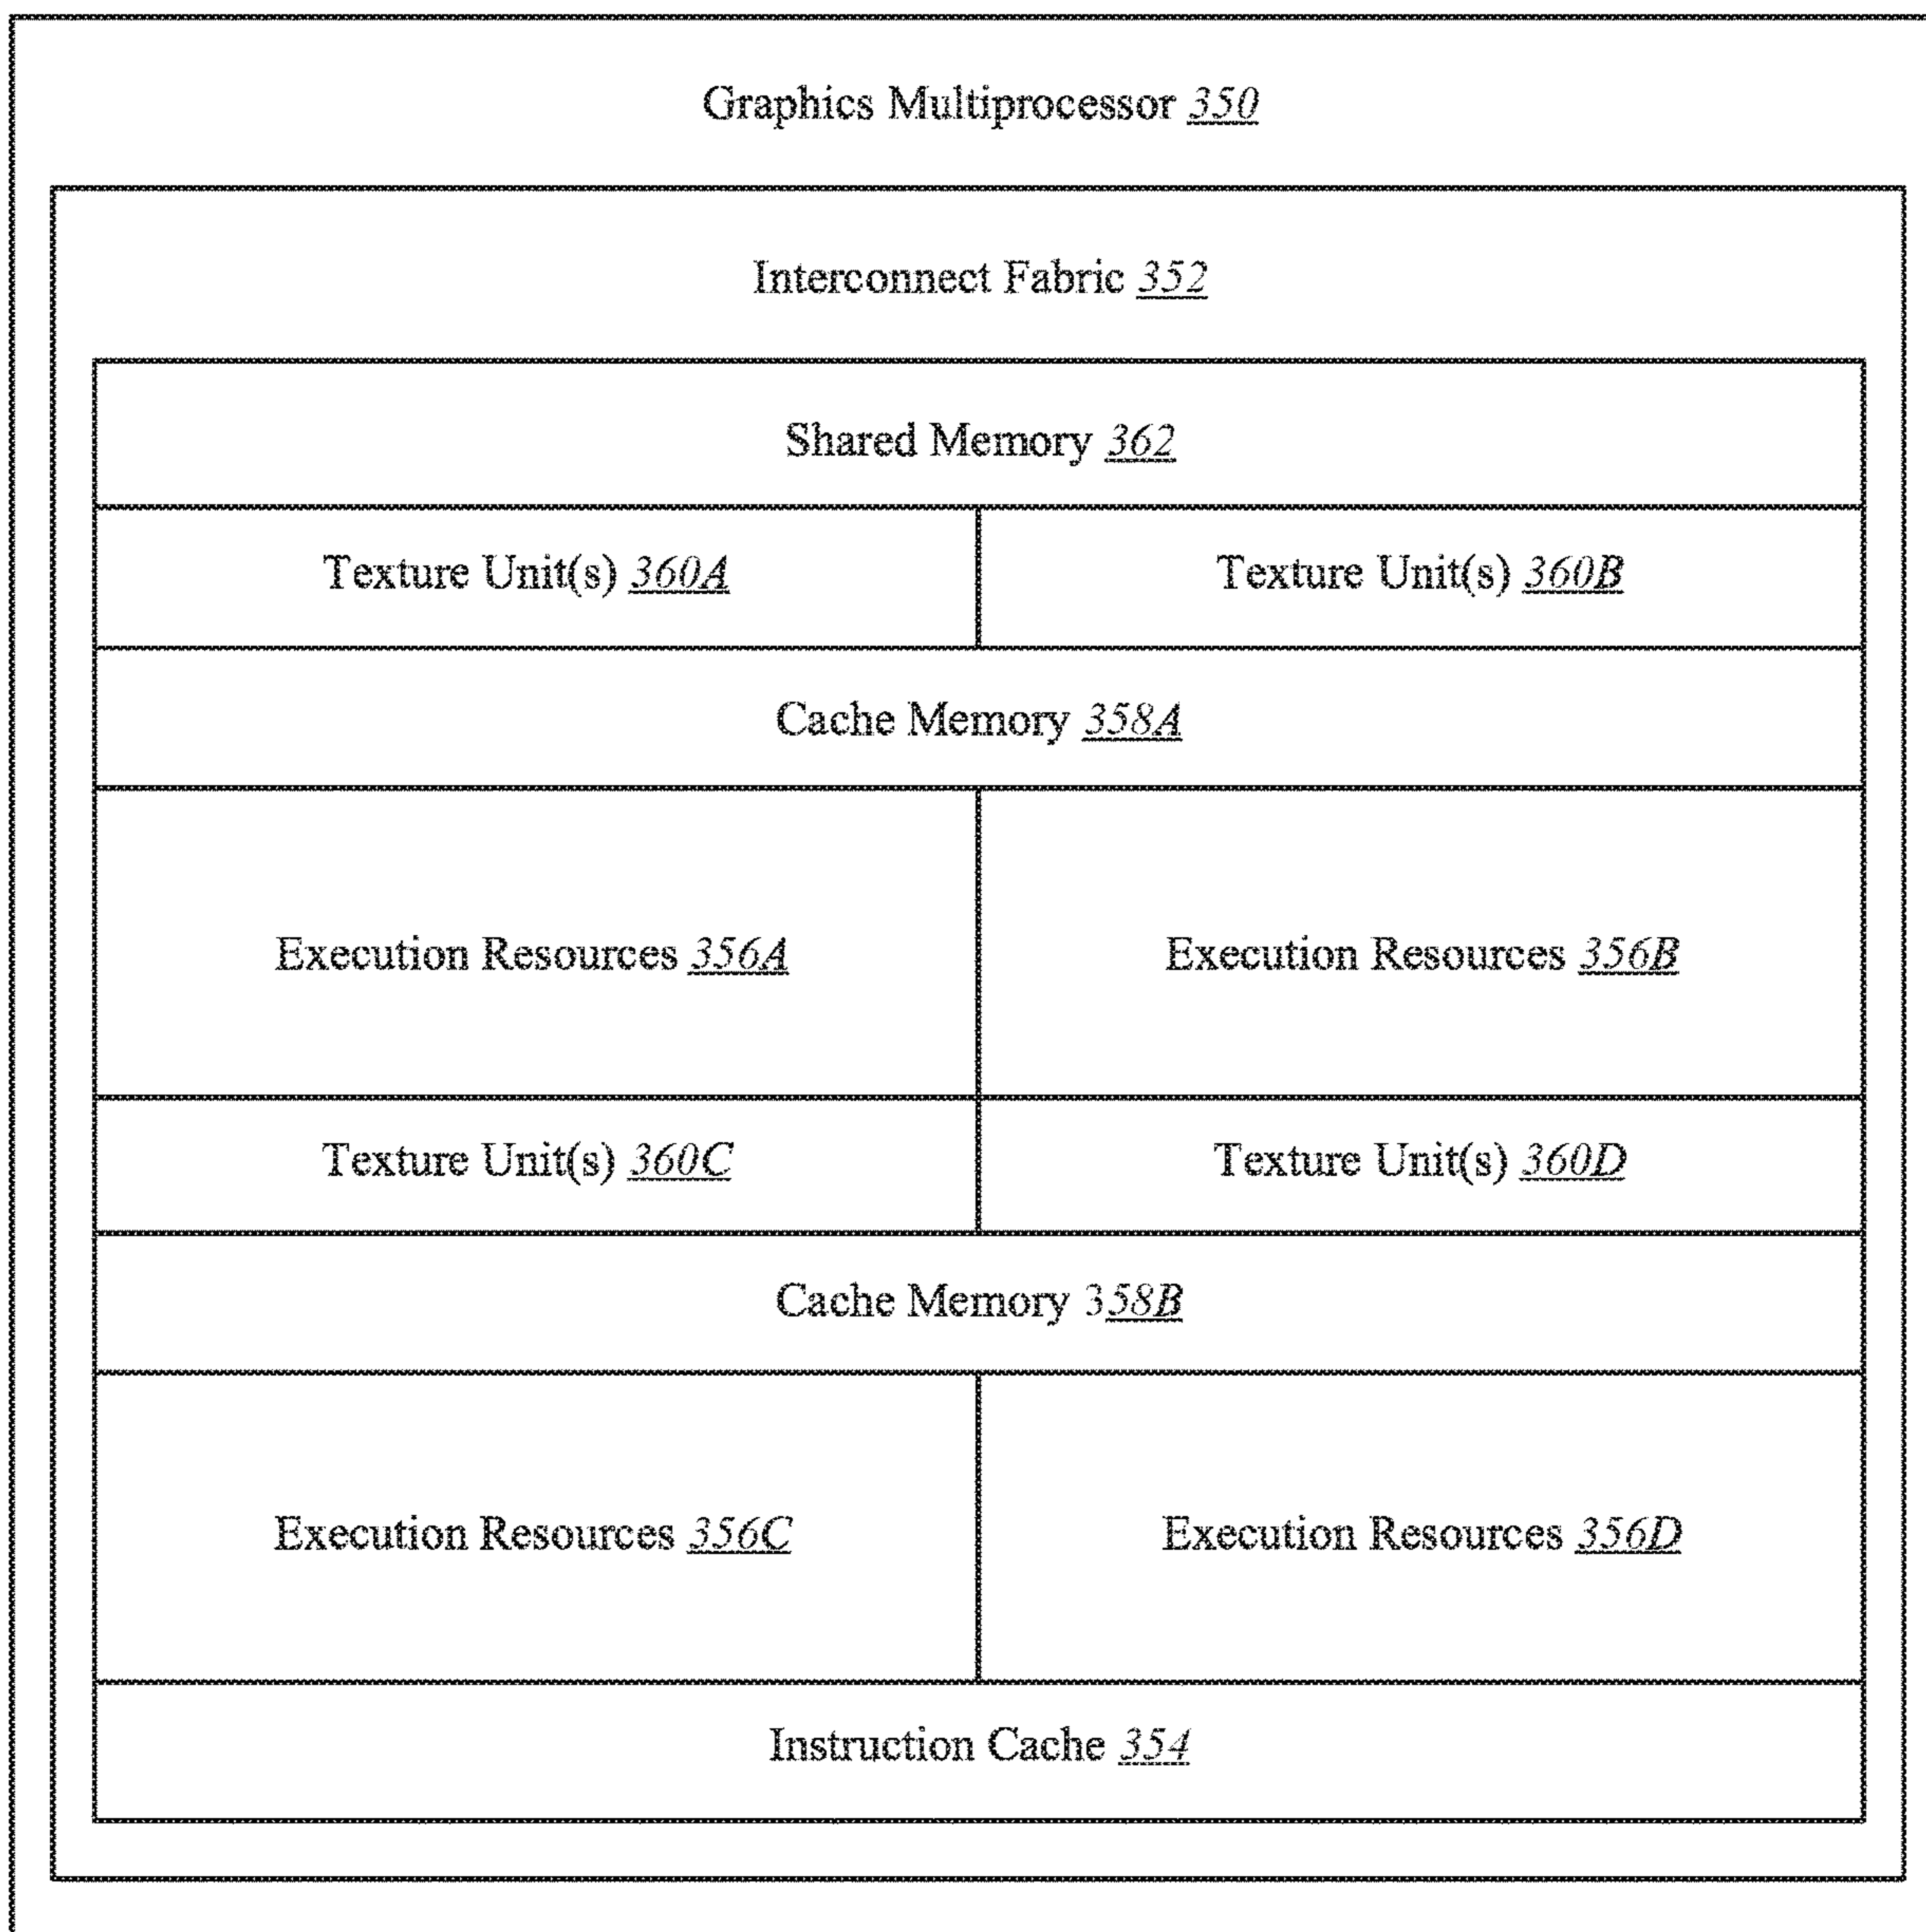 Graphics Multiprocessor 350
Interconnect Fabric 352
Shared Memory 362
Texture Unit(s) 360A
Texture Unit(s) 360B
Cache Memory 358A
Execution Resources 356A
Execution Resources 356B
Texture Unit(s) 360C
Texture Unit(s) 360D
Cache Memory 358B
Execution Resources 356C
Execution Resources 356D
Instruction Cache 354